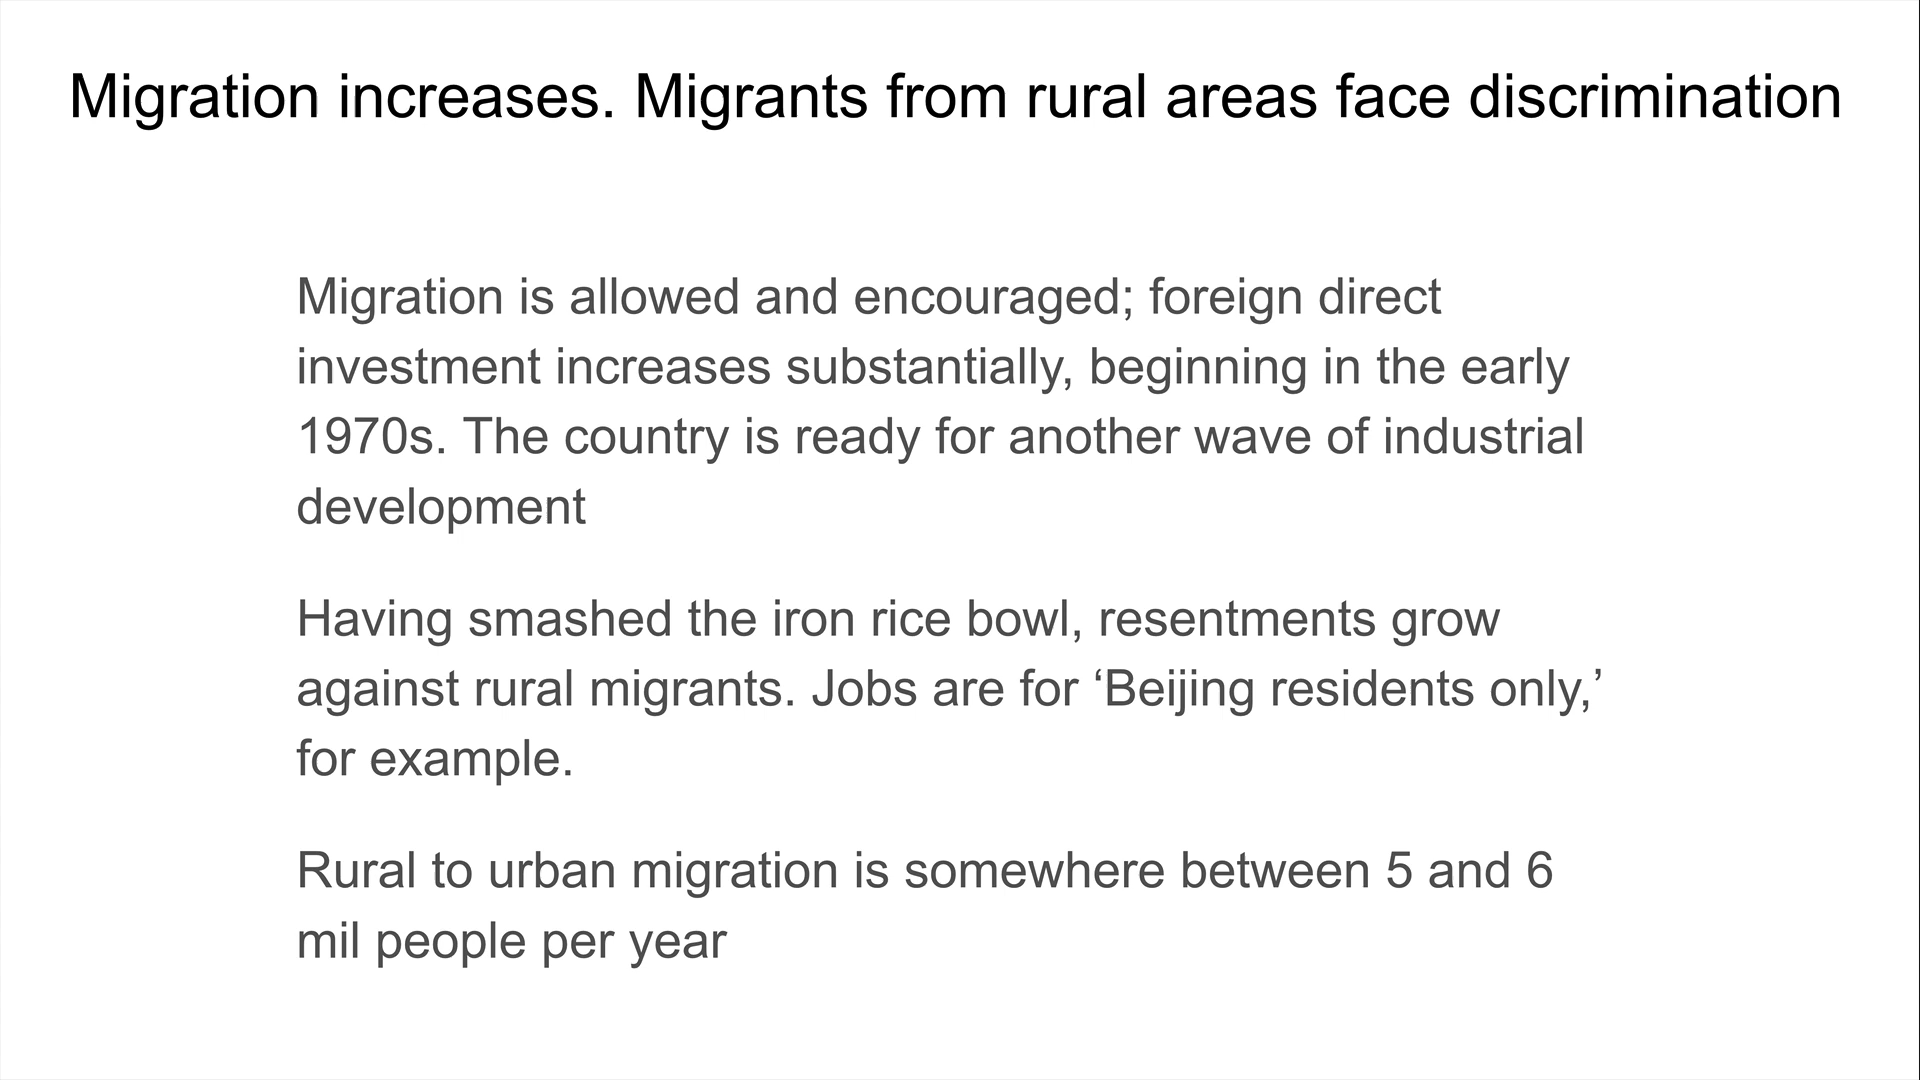 Migration increases. Migrants from rural areas face discrimination
Migration is allowed and encouraged; foreign direct
investment increases substantially, beginning in the early
1970s. The country is ready for another wave of industrial
development
Having smashed the iron rice bowl, resentments grow
against rural migrants. Jobs are for ‘Beijing residents only,’
for example.
Rural to urban migration is somewhere between 5 and 6
mil people per year